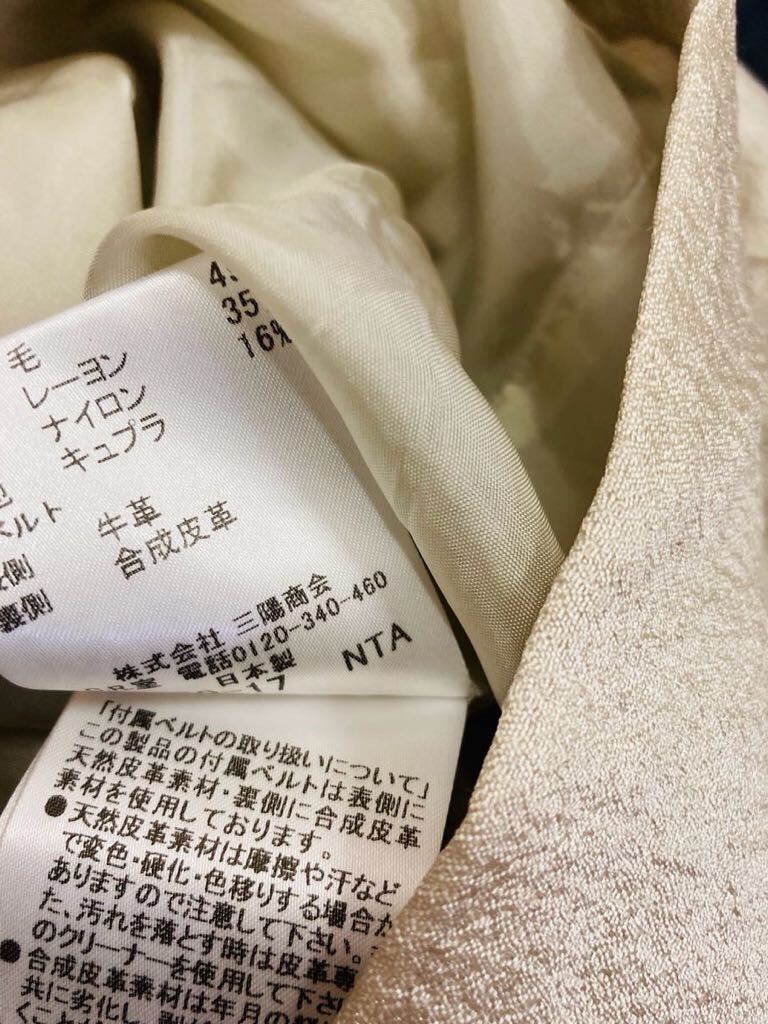 毛 4
レーヨン 35
ナイロン 16%
キュプラ
ベルト
側 牛革
裏側 合成皮革
株式会社 三陽商会
室 電話0120-340-460
日本製
NTA
「付属ベルトの取り扱いについて」
この製品の付属ベルトは表側に
天然皮革素材・裏側に合成皮革
素材を使用しております。
●天然皮革素材は摩擦や汗など
で変色・硬化・色移りする場合が
ありますので注意して下さい。
た、汚れを落とす時は皮革専
のクリーナーを使用して下さ
●合成皮革素材は年月の
共に劣化し、